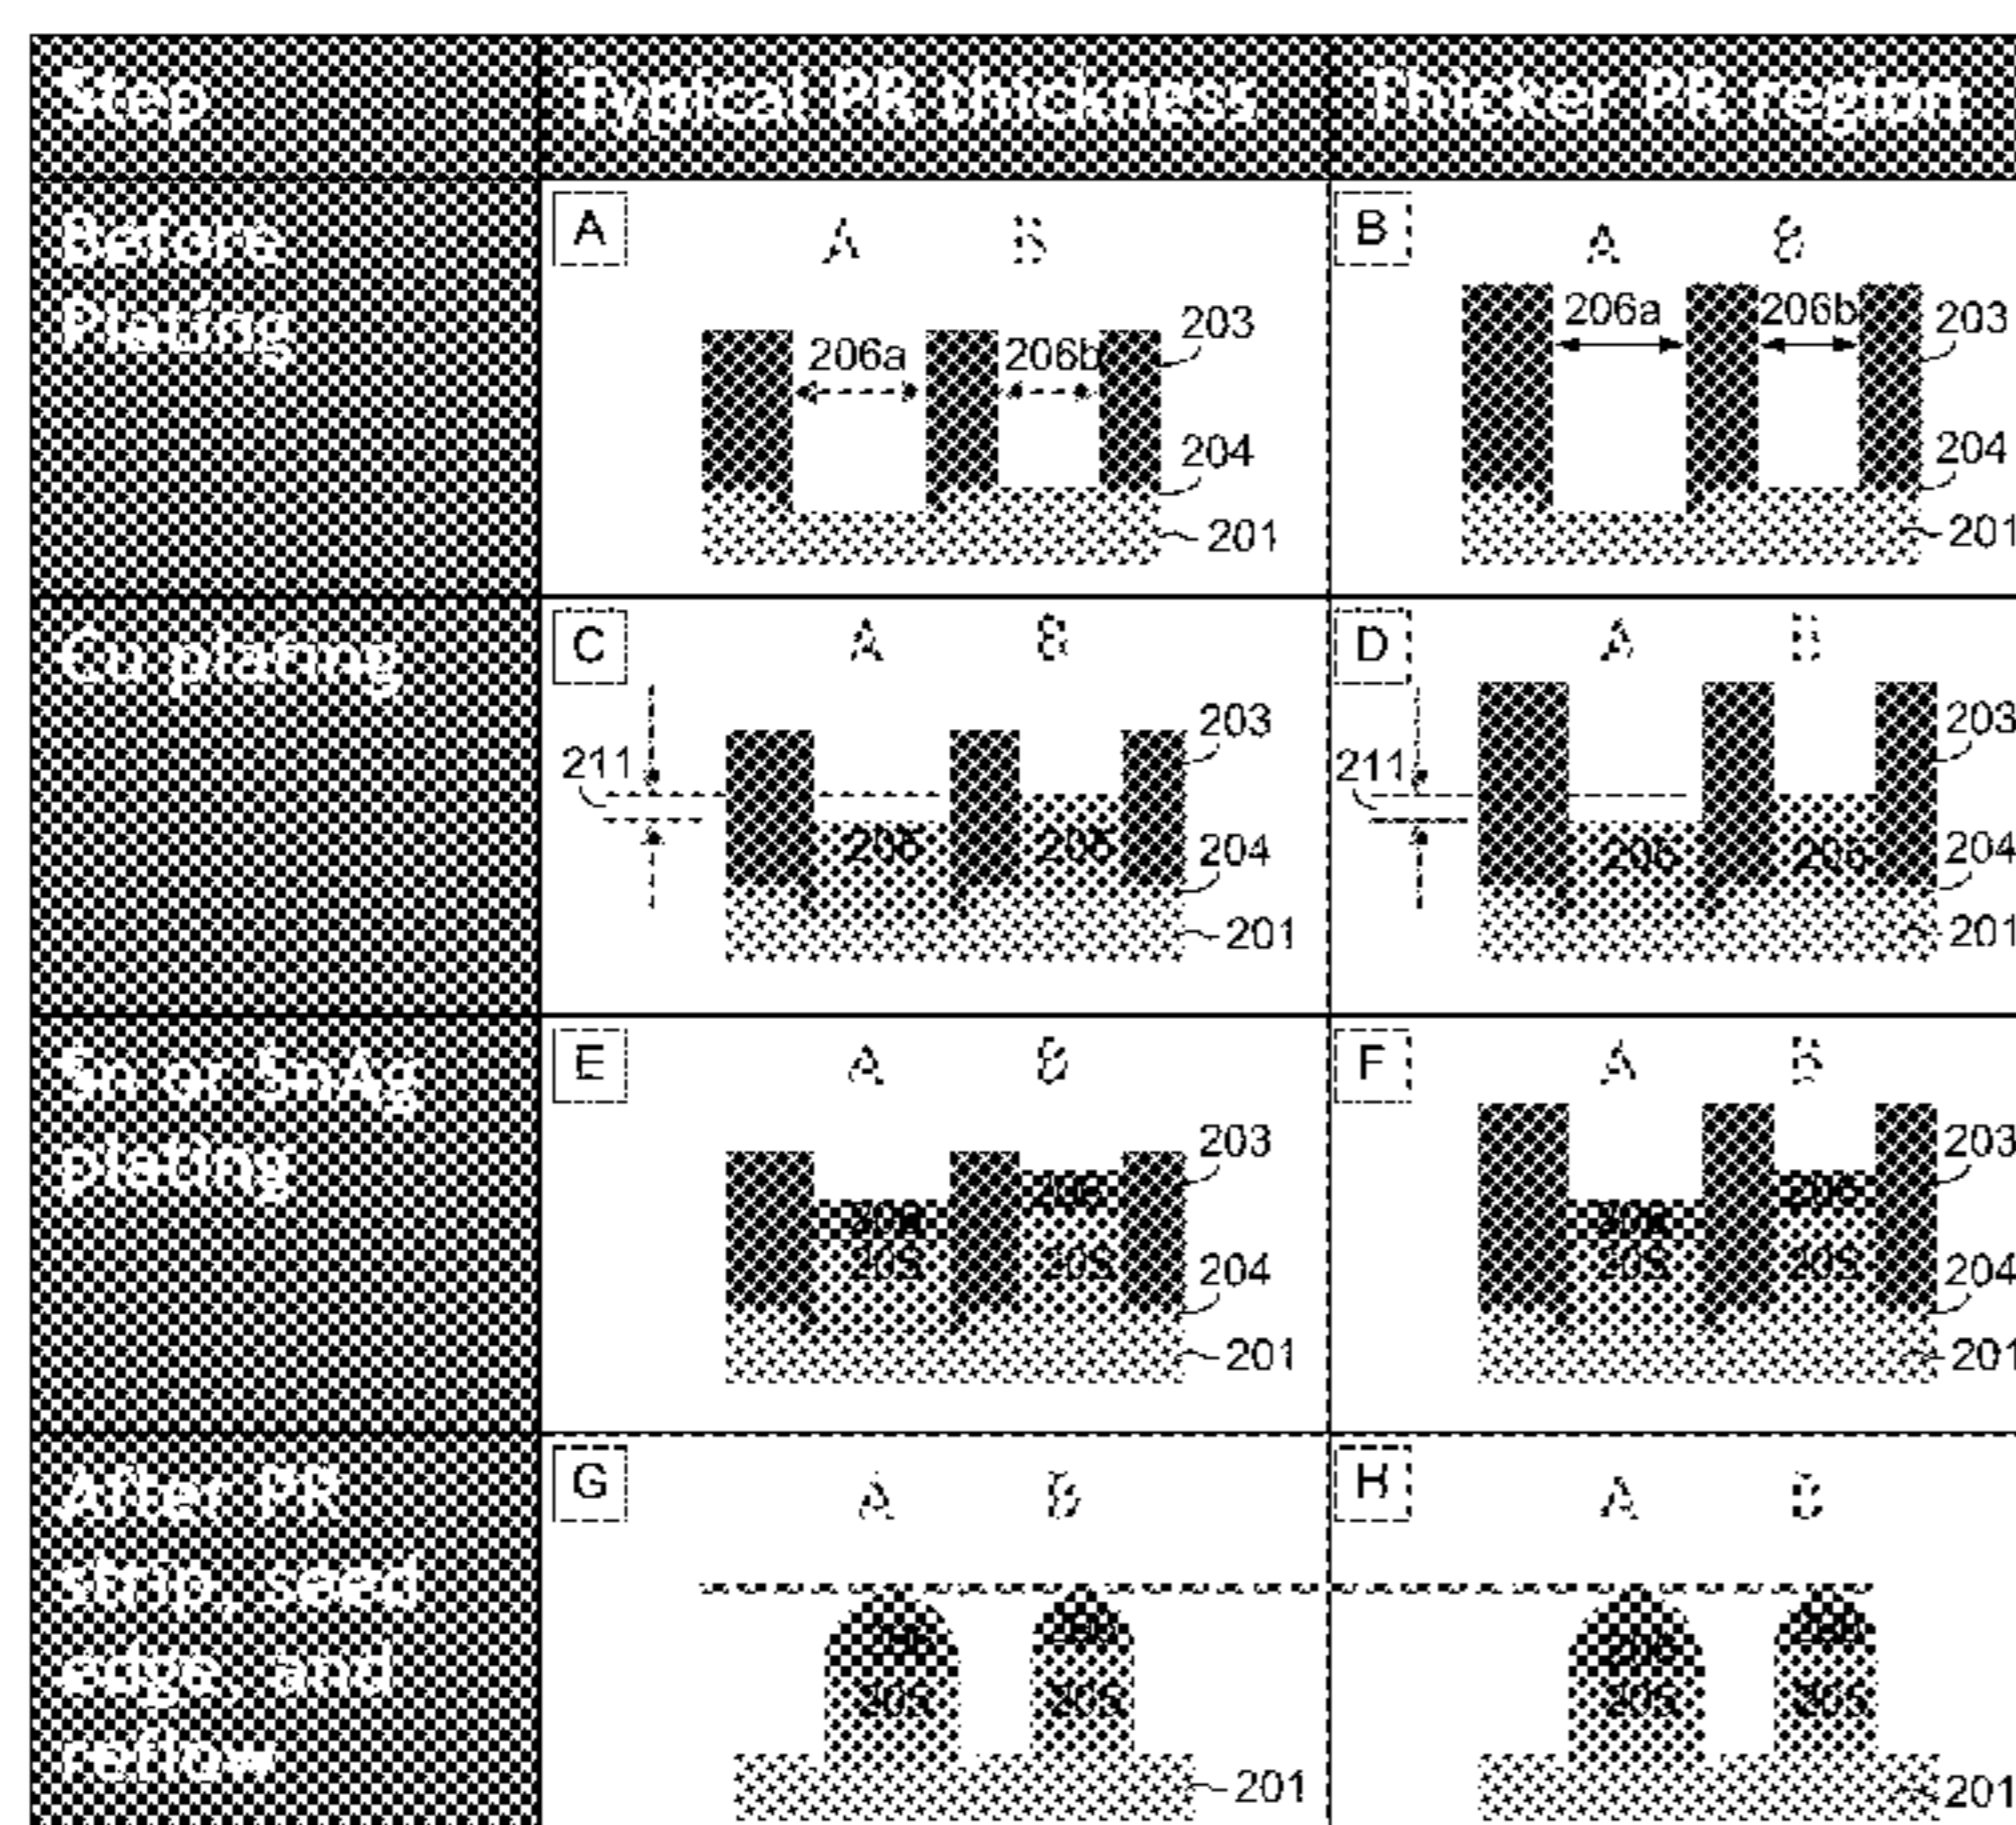 Step
Typical PR thickness
Thicker PR region
Before
Plating
A
A B
206a 206b
203
204
201
B
A B
206a 206b
203
204
201
Cu plating
C
A B
203
211
205 205
204
201
D
A B
203
211
205 205
204
201
Sn or SnAg
plating
E
A B
203
205 205
204
201
F
A B
203
205 205
204
201
After PR
strip, seed
edge, and
reflow
G
A B
205 205
201
H
A B
205 205
201